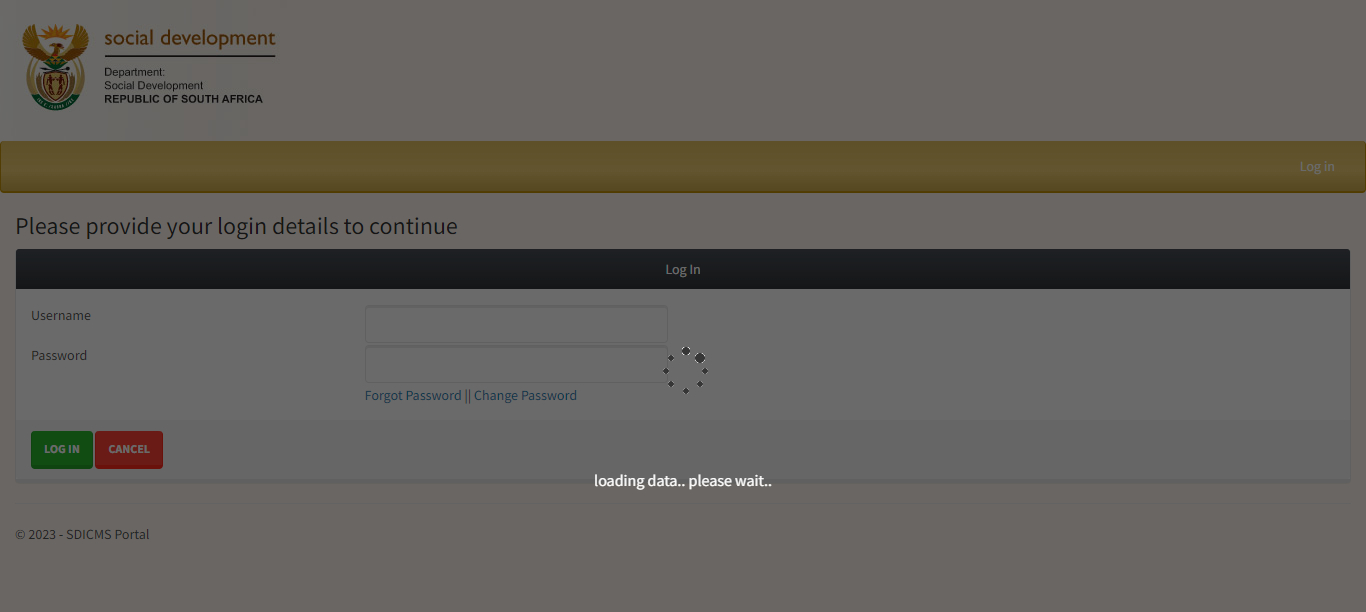 social development
Department:
Social Development
REPUBLIC OF SOUTH AFRICA
Log in
Please provide your login details to continue
Log In
Username
Password
Forgot Password || Change Password
LOG IN CANCEL
loading data.. please wait..
© 2023 - SDICMS Portal